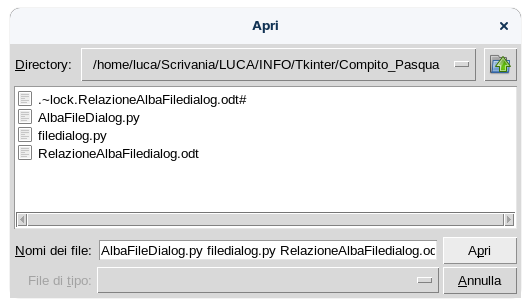 Apri
Directory: /home/luca/Scrivania/LUCA/INFO/Tkinter/Compito_Pasqua
.~lock.RelazioneAlbaFiledialog.odt#
AlbaFileDialog.py
filedialog.py
RelazioneAlbaFiledialog.odt
Nomi dei file: AlbaFileDialog.py filedialog.py RelazioneAlbaFiledialog.od Apri
File di tipo: Annulla